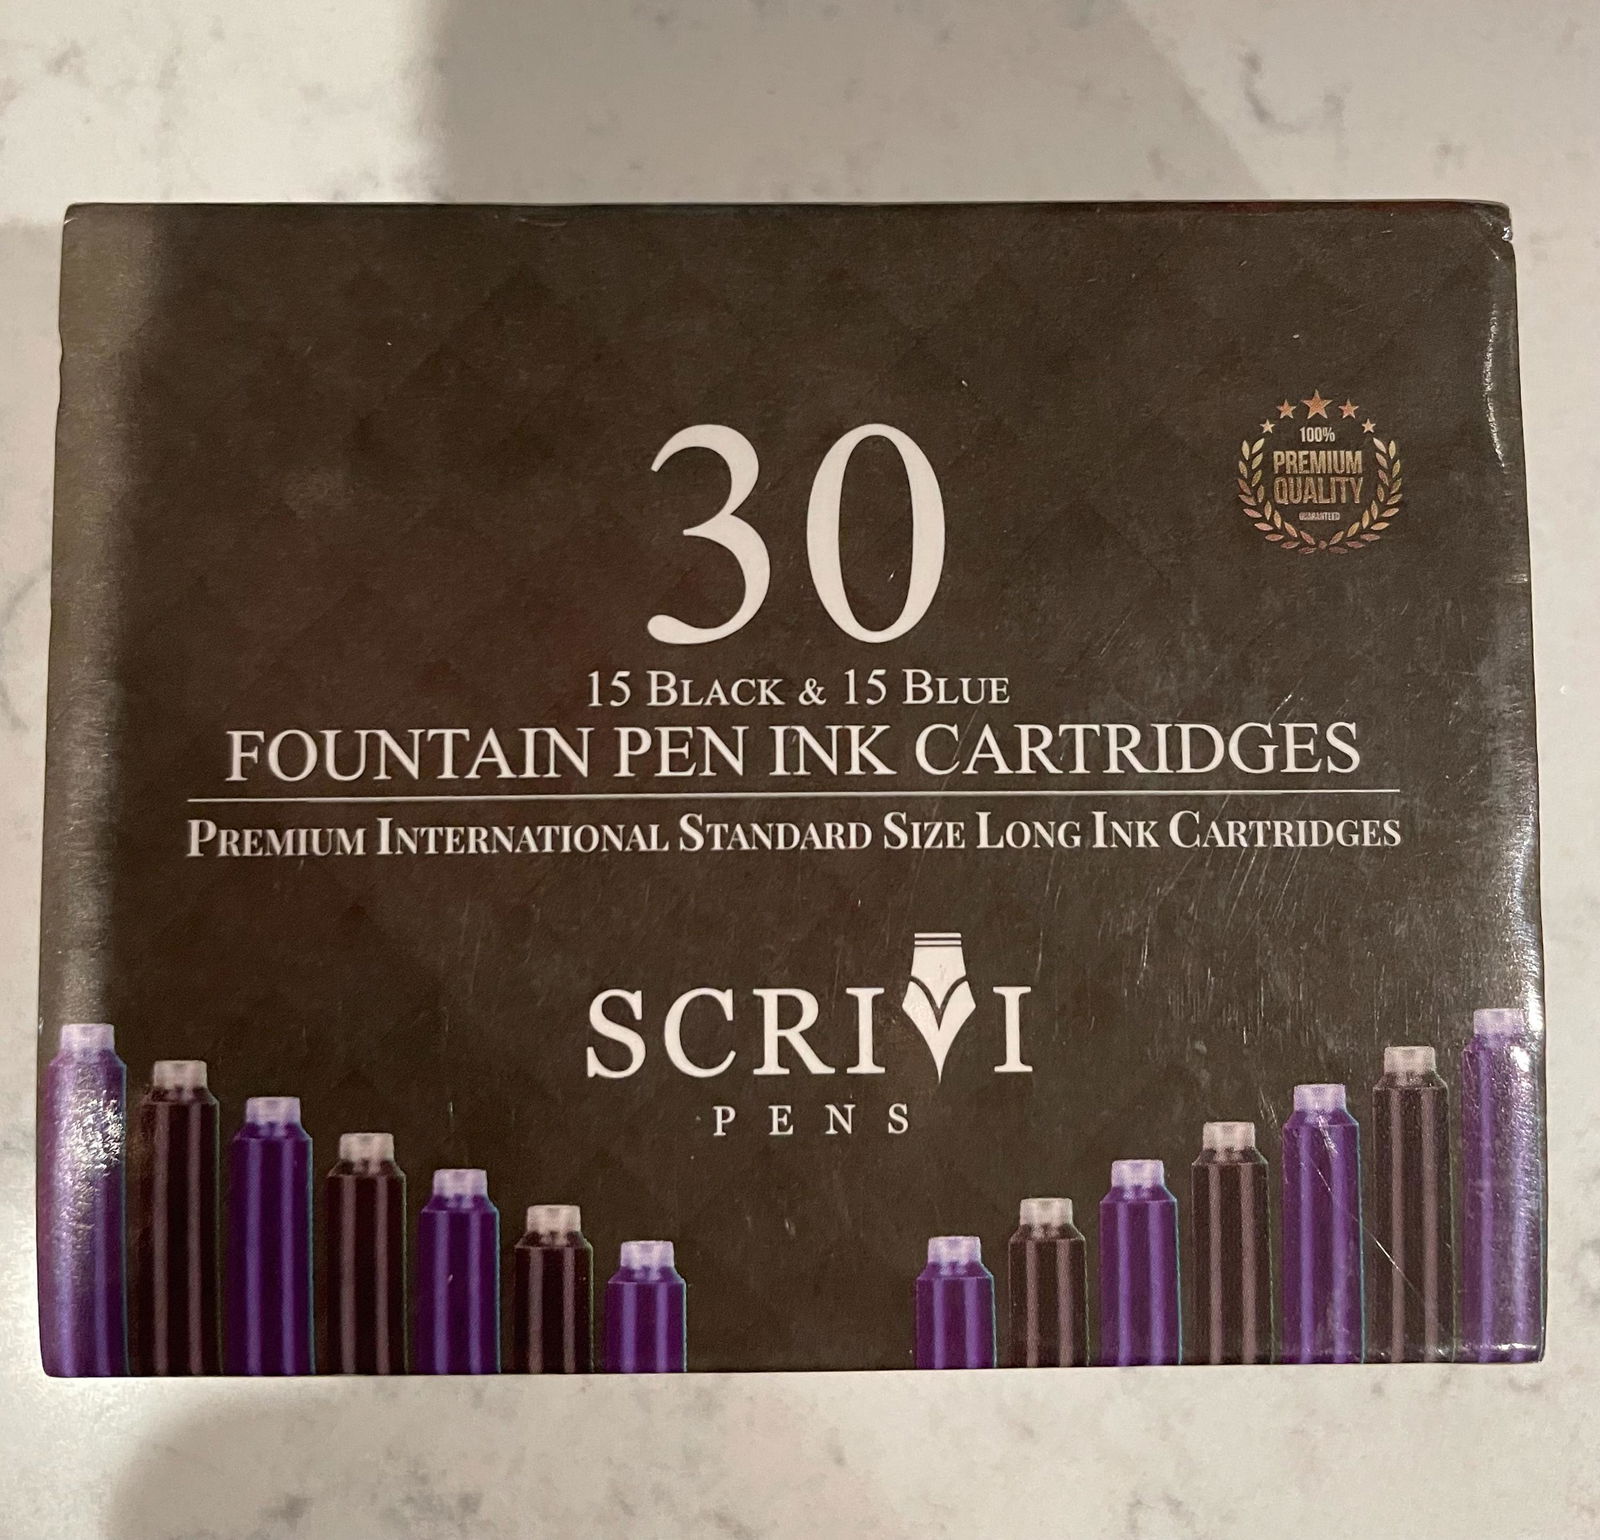 100%
PREMIUM
QUALITY
GUARANTEED
30
15 BLACK & 15 BLUE
FOUNTAIN PEN INK CARTRIDGES
PREMIUM INTERNATIONAL STANDARD SIZE LONG INK CARTRIDGES
SCRIVI
PENS